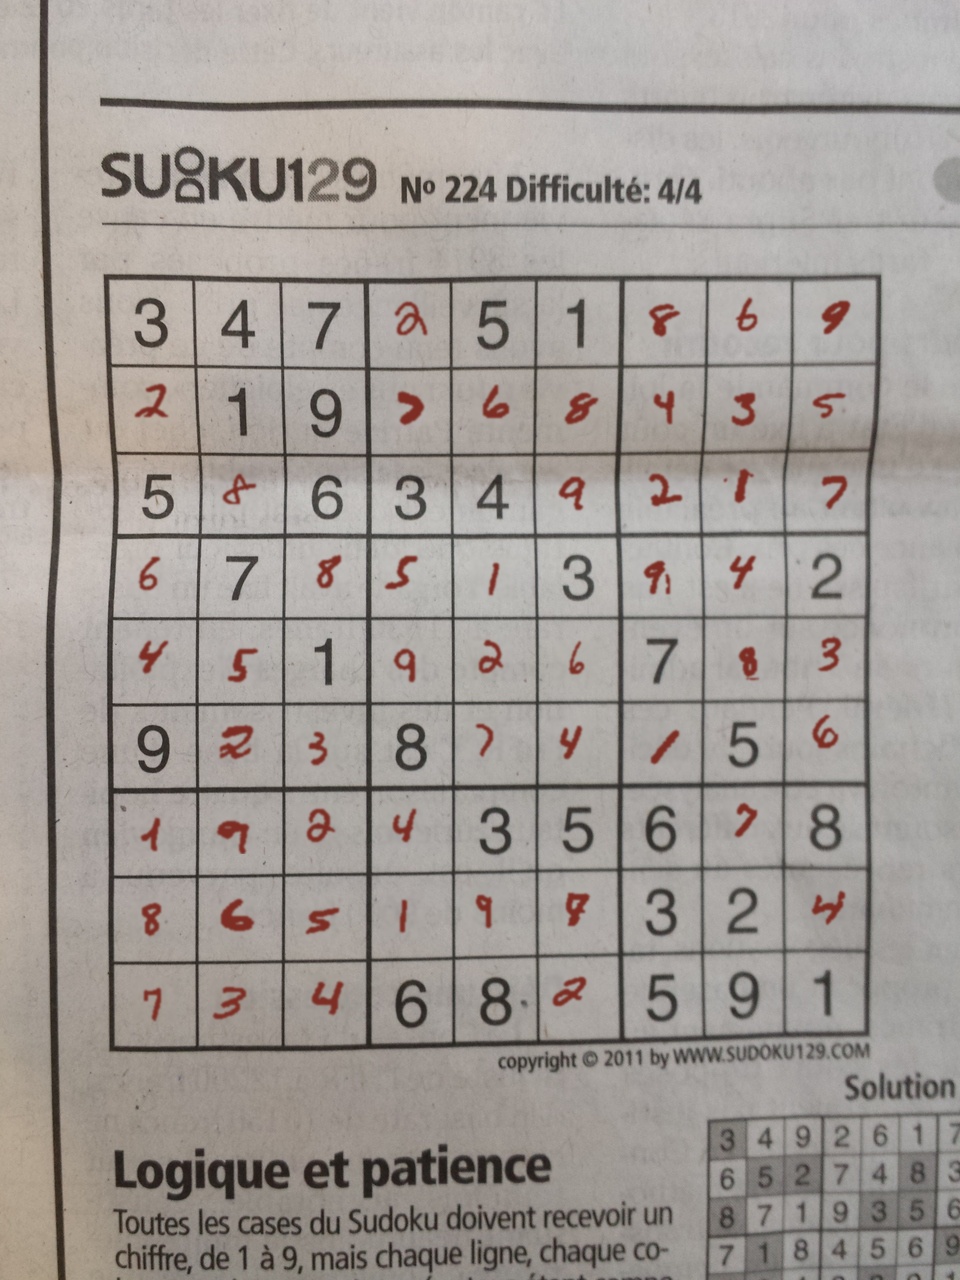 SUDOKU129 Nº 224 Difficulté: 4/4
3 4 7 2 5 1 8 6 9
2 1 9 7 6 8 4 3 5
5 8 6 3 4 9 2 1 7
6 7 8 5 1 3 9 4 2
4 5 1 9 2 6 7 8 3
9 2 3 8 7 4 1 5 6
1 9 2 4 3 5 6 7 8
8 6 5 1 9 7 3 2 4
7 3 4 6 8 2 5 9 1
copyright © 2011 by WWW.SUDOKU129.COM
Solution
3 4 9 2 6 1 7
6 5 2 7 4 8 3
8 7 1 9 3 5 6
7 1 8 4 5 6 9
Logique et patience
Toutes les cases du Sudoku doivent recevoir un
chiffre, de 1 à 9, mais chaque ligne, chaque co-